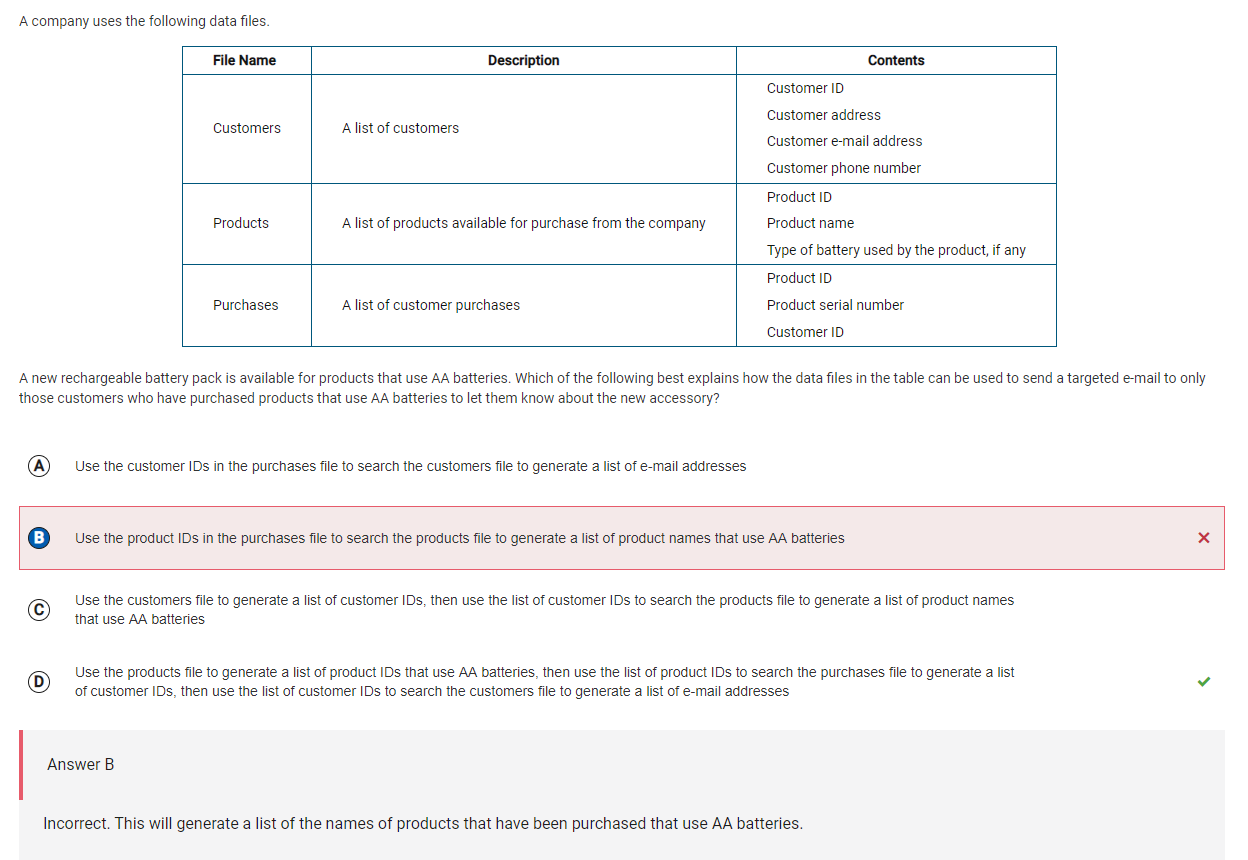 A company uses the following data files.
File Name Description Contents
Customers A list of customers
Customer ID
Customer address
Customer e-mail address
Customer phone number
Products A list of products available for purchase from the company
Product ID
Product name
Type of battery used by the product, if any
Purchases A list of customer purchases
Product ID
Product serial number
Customer ID
A new rechargeable battery pack is available for products that use AA batteries. Which of the following best explains how the data files in the table can be used to send a targeted e-mail to only
those customers who have purchased products that use AA batteries to let them know about the new accessory?
A Use the customer IDs in the purchases file to search the customers file to generate a list of e-mail addresses
B Use the product IDs in the purchases file to search the products file to generate a list of product names that use AA batteries
C Use the customers file to generate a list of customer IDs, then use the list of customer IDs to search the products file to generate a list of product names
that use AA batteries
D Use the products file to generate a list of product IDs that use AA batteries, then use the list of product IDs to search the purchases file to generate a list
of customer IDs, then use the list of customer IDs to search the customers file to generate a list of e-mail addresses
Answer B
Incorrect. This will generate a list of the names of products that have been purchased that use AA batteries.